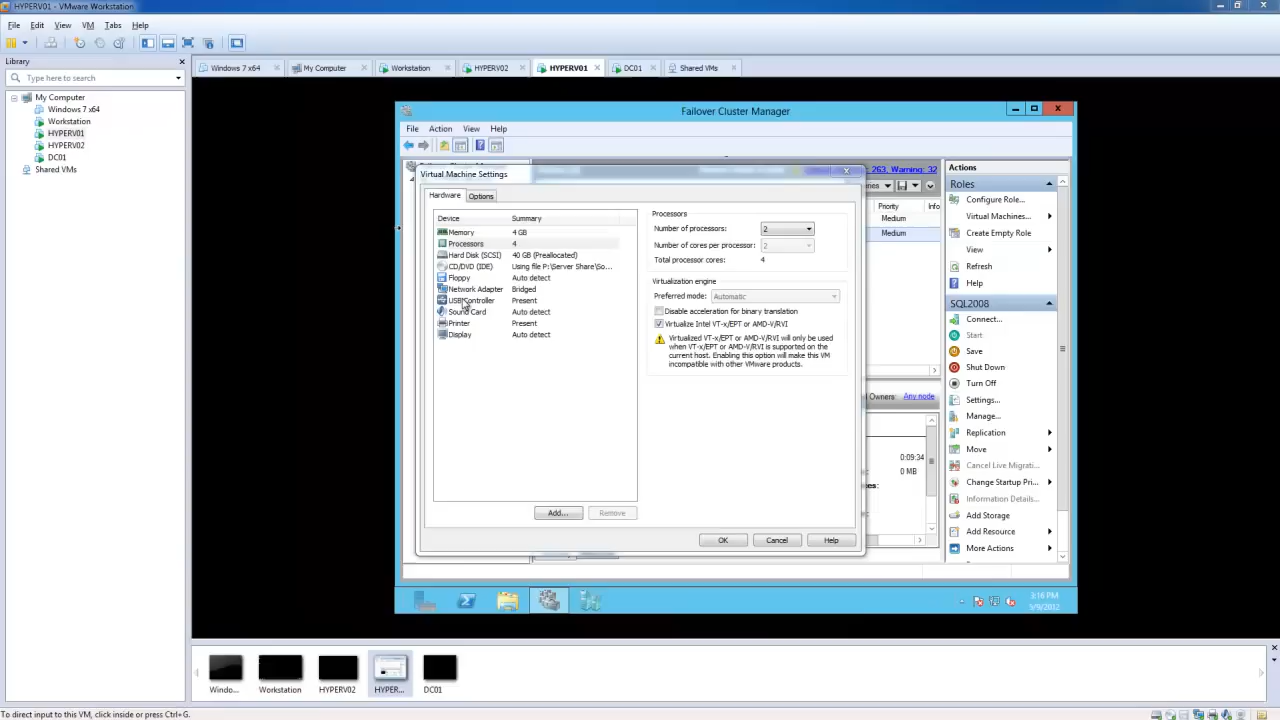 HYPERV01 - VMware Workstation
File Edit View VM Tabs Help
Library
Type here to search
My Computer
Windows 7 x64
Workstation
HYPERV01
HYPERV02
DC01
Shared VMs
Windows 7 x64 My Computer Workstation HYPERV02 HYPERV01 DC01 Shared VMs
Failover Cluster Manager
File Action View Help
263, Warning: 32
Priority Info
Medium
Medium
Owners: Any node
0:09:34
0 MB
Virtual Machine Settings
Hardware Options
Device Summary
Memory 4 GB
Processors 4
Hard Disk (SCSI) 40 GB (Preallocated)
CD/DVD (IDE) Using file P:\Server Share\So...
Floppy Auto detect
Network Adapter Bridged
USB Controller Present
Sound Card Auto detect
Printer Present
Display Auto detect
Add... Remove
Processors
Number of processors: 2
Number of cores per processor: 2
Total processor cores: 4
Virtualization engine
Preferred mode: Automatic
Disable acceleration for binary translation
Virtualize Intel VT-x/EPT or AMD-V/RVI
Virtualized VT-x/EPT or AMD-V/RVI will only be used
when VT-x/EPT or AMD-V/RVI is supported on the
current host. Enabling this option will make this VM
incompatible with other VMware products.
OK Cancel Help
Actions
Roles
Configure Role...
Virtual Machines...
Create Empty Role
View
Refresh
Help
SQL2008
Connect...
Start
Save
Shut Down
Turn Off
Settings...
Manage...
Replication
Move
Cancel Live Migrati...
Change Startup Pri...
Information Details...
Add Storage
Add Resource
More Actions
3:16 PM
5/9/2012
Windo... Workstation HYPERV02 HYPER... DC01
To direct input to this VM, click inside or press Ctrl+G.